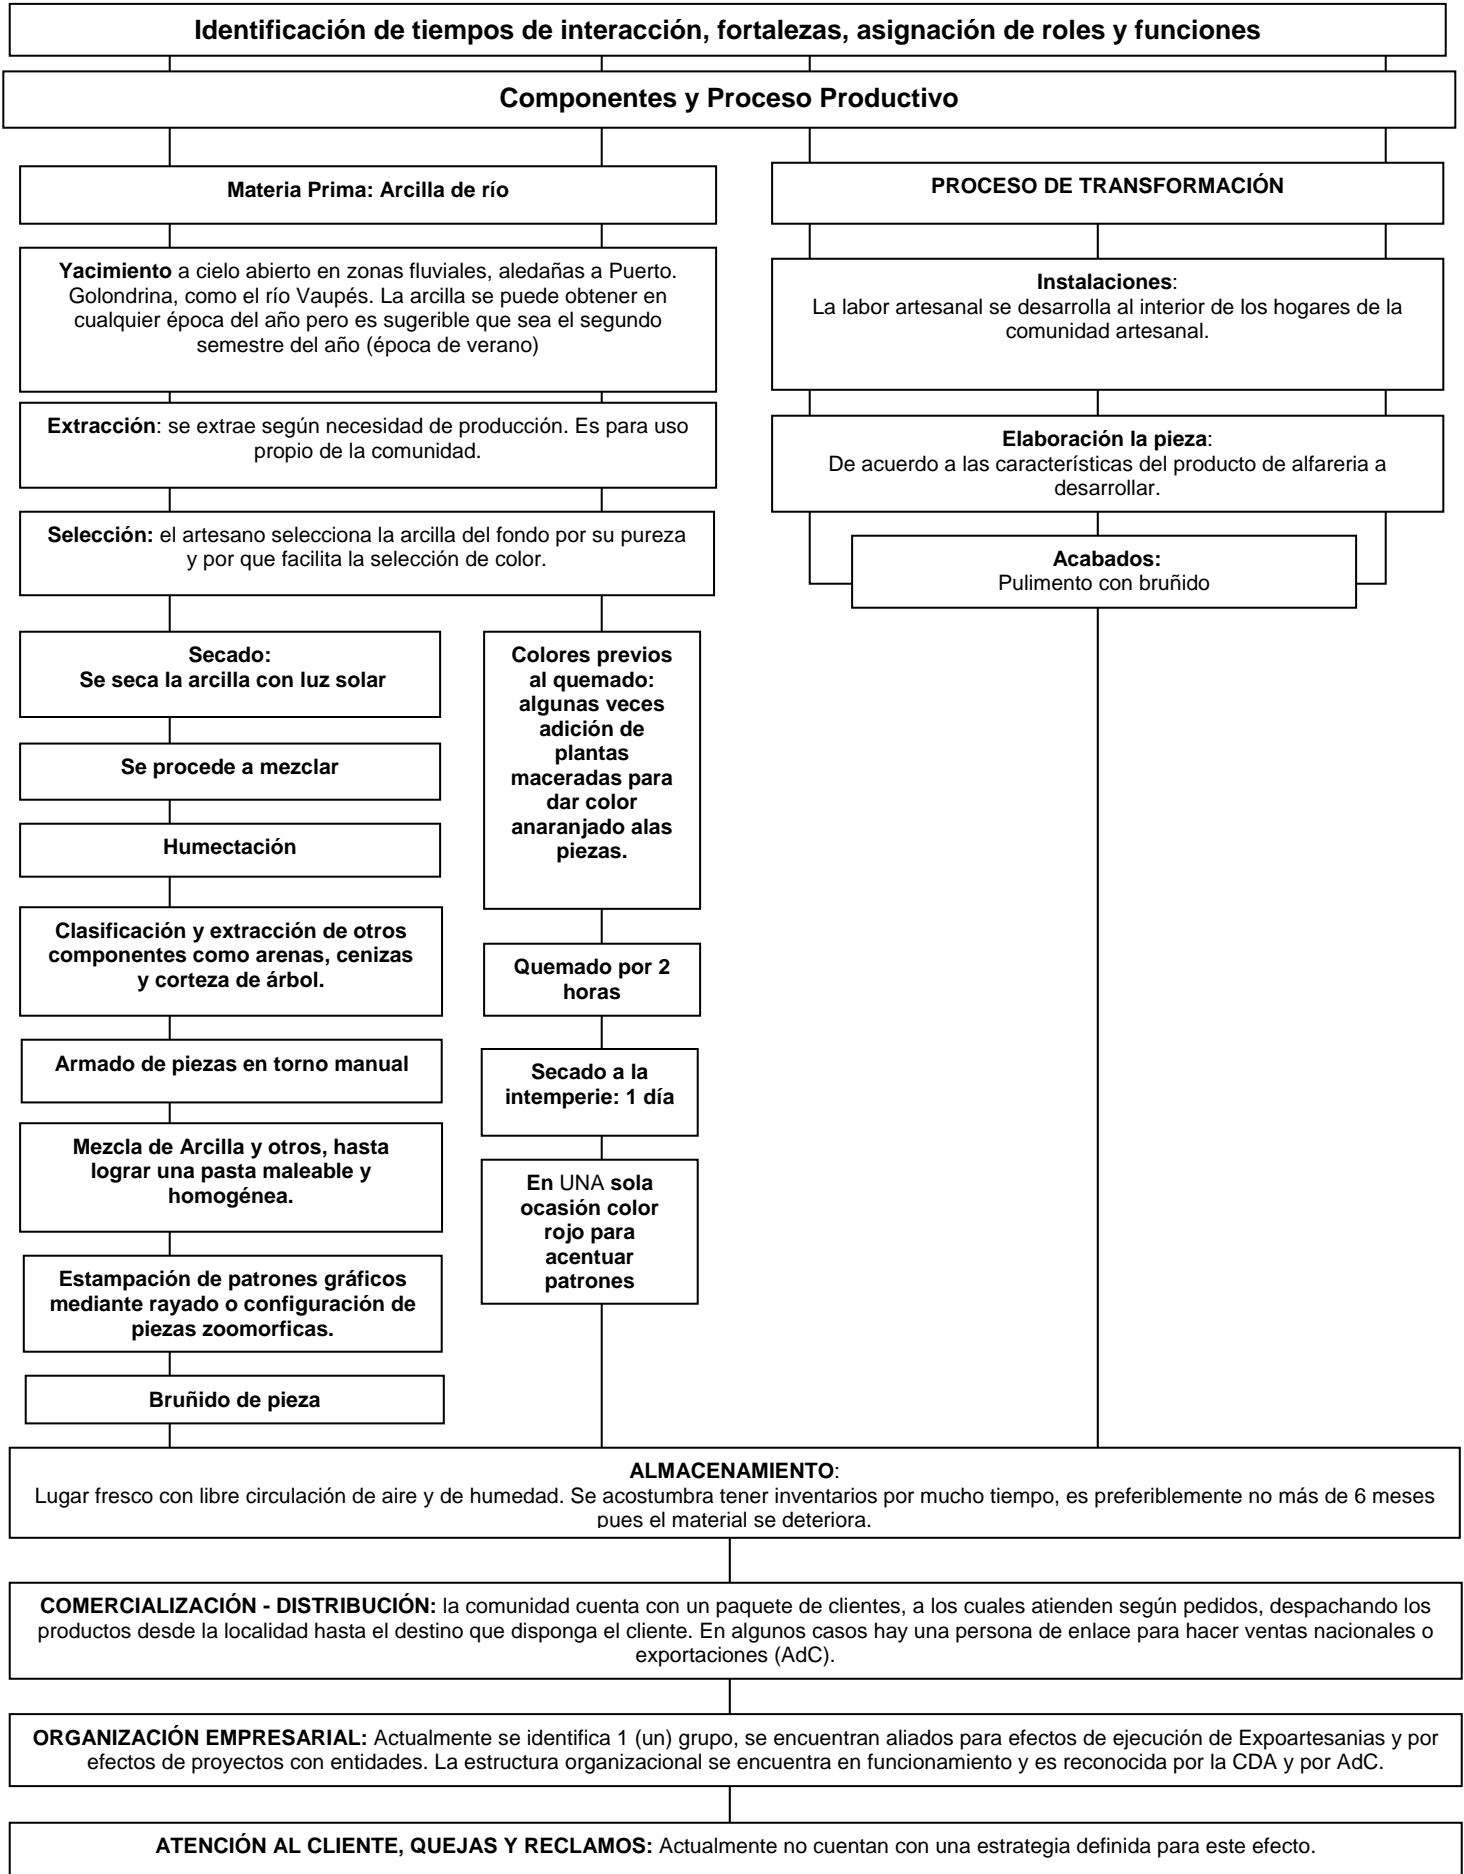 Identificación de tiempos de interacción, fortalezas, asignación de roles y funciones
Componentes y Proceso Productivo
Materia Prima: Arcilla de río
Yacimiento a cielo abierto en zonas fluviales, aledañas a Puerto.
Golondrina, como el río Vaupés. La arcilla se puede obtener en
cualquier época del año pero es sugerible que sea el segundo
semestre del año (época de verano)
Extracción: se extrae según necesidad de producción. Es para uso
propio de la comunidad.
Selección: el artesano selecciona la arcilla del fondo por su pureza
y por que facilita la selección de color.
Secado:
Se seca la arcilla con luz solar
Se procede a mezclar
Humectación
Clasificación y extracción de otros
componentes como arenas, cenizas
y corteza de árbol.
Armado de piezas en torno manual
Mezcla de Arcilla y otros, hasta
lograr una pasta maleable y
homogénea.
Estampación de patrones gráficos
mediante rayado o configuración de
piezas zoomorficas.
Bruñido de pieza
Colores previos
al quemado:
algunas veces
adición de
plantas
maceradas para
dar color
anaranjado alas
piezas.
Quemado por 2
horas
Secado a la
intemperie: 1 día
En UNA sola
ocasión color
rojo para
acentuar
patrones
PROCESO DE TRANSFORMACIÓN
Instalaciones:
La labor artesanal se desarrolla al interior de los hogares de la
comunidad artesanal.
Elaboración la pieza:
De acuerdo a las características del producto de alfareria a
desarrollar.
Acabados:
Pulimento con bruñido
ALMACENAMIENTO:
Lugar fresco con libre circulación de aire y de humedad. Se acostumbra tener inventarios por mucho tiempo, es preferiblemente no más de 6 meses
pues el material se deteriora.
COMERCIALIZACIÓN - DISTRIBUCIÓN: la comunidad cuenta con un paquete de clientes, a los cuales atienden según pedidos, despachando los
productos desde la localidad hasta el destino que disponga el cliente. En algunos casos hay una persona de enlace para hacer ventas nacionales o
exportaciones (AdC).
ORGANIZACIÓN EMPRESARIAL: Actualmente se identifica 1 (un) grupo, se encuentran aliados para efectos de ejecución de Expoartesanias y por
efectos de proyectos con entidades. La estructura organizacional se encuentra en funcionamiento y es reconocida por la CDA y por AdC.
ATENCIÓN AL CLIENTE, QUEJAS Y RECLAMOS: Actualmente no cuentan con una estrategia definida para este efecto.